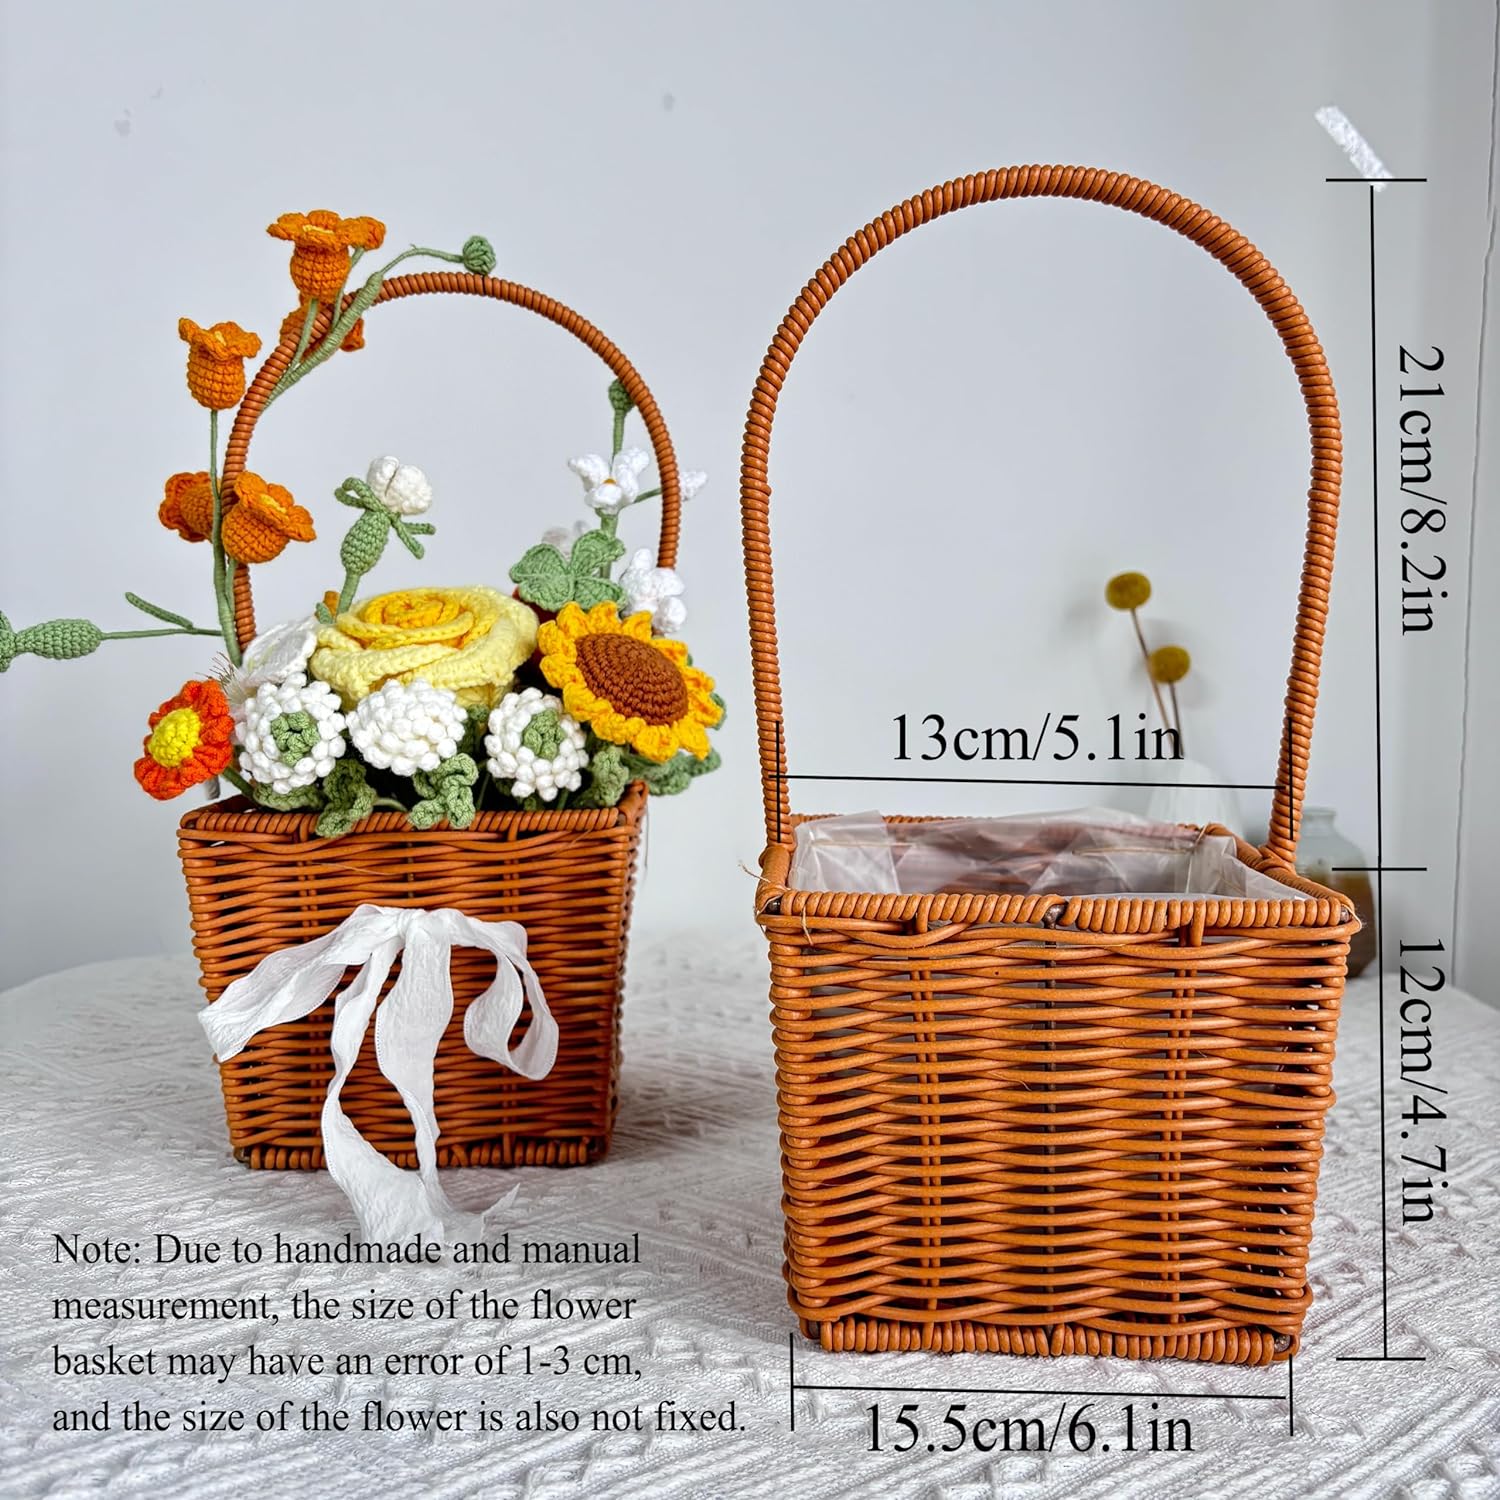 21cm/8.2in
13cm/5.1in
12cm/4.7in
Note: Due to handmade and manual
measurement, the size of the flower
basket may have an error of 1-3 cm,
and the size of the flower is also not fixed.
15.5cm/6.1in